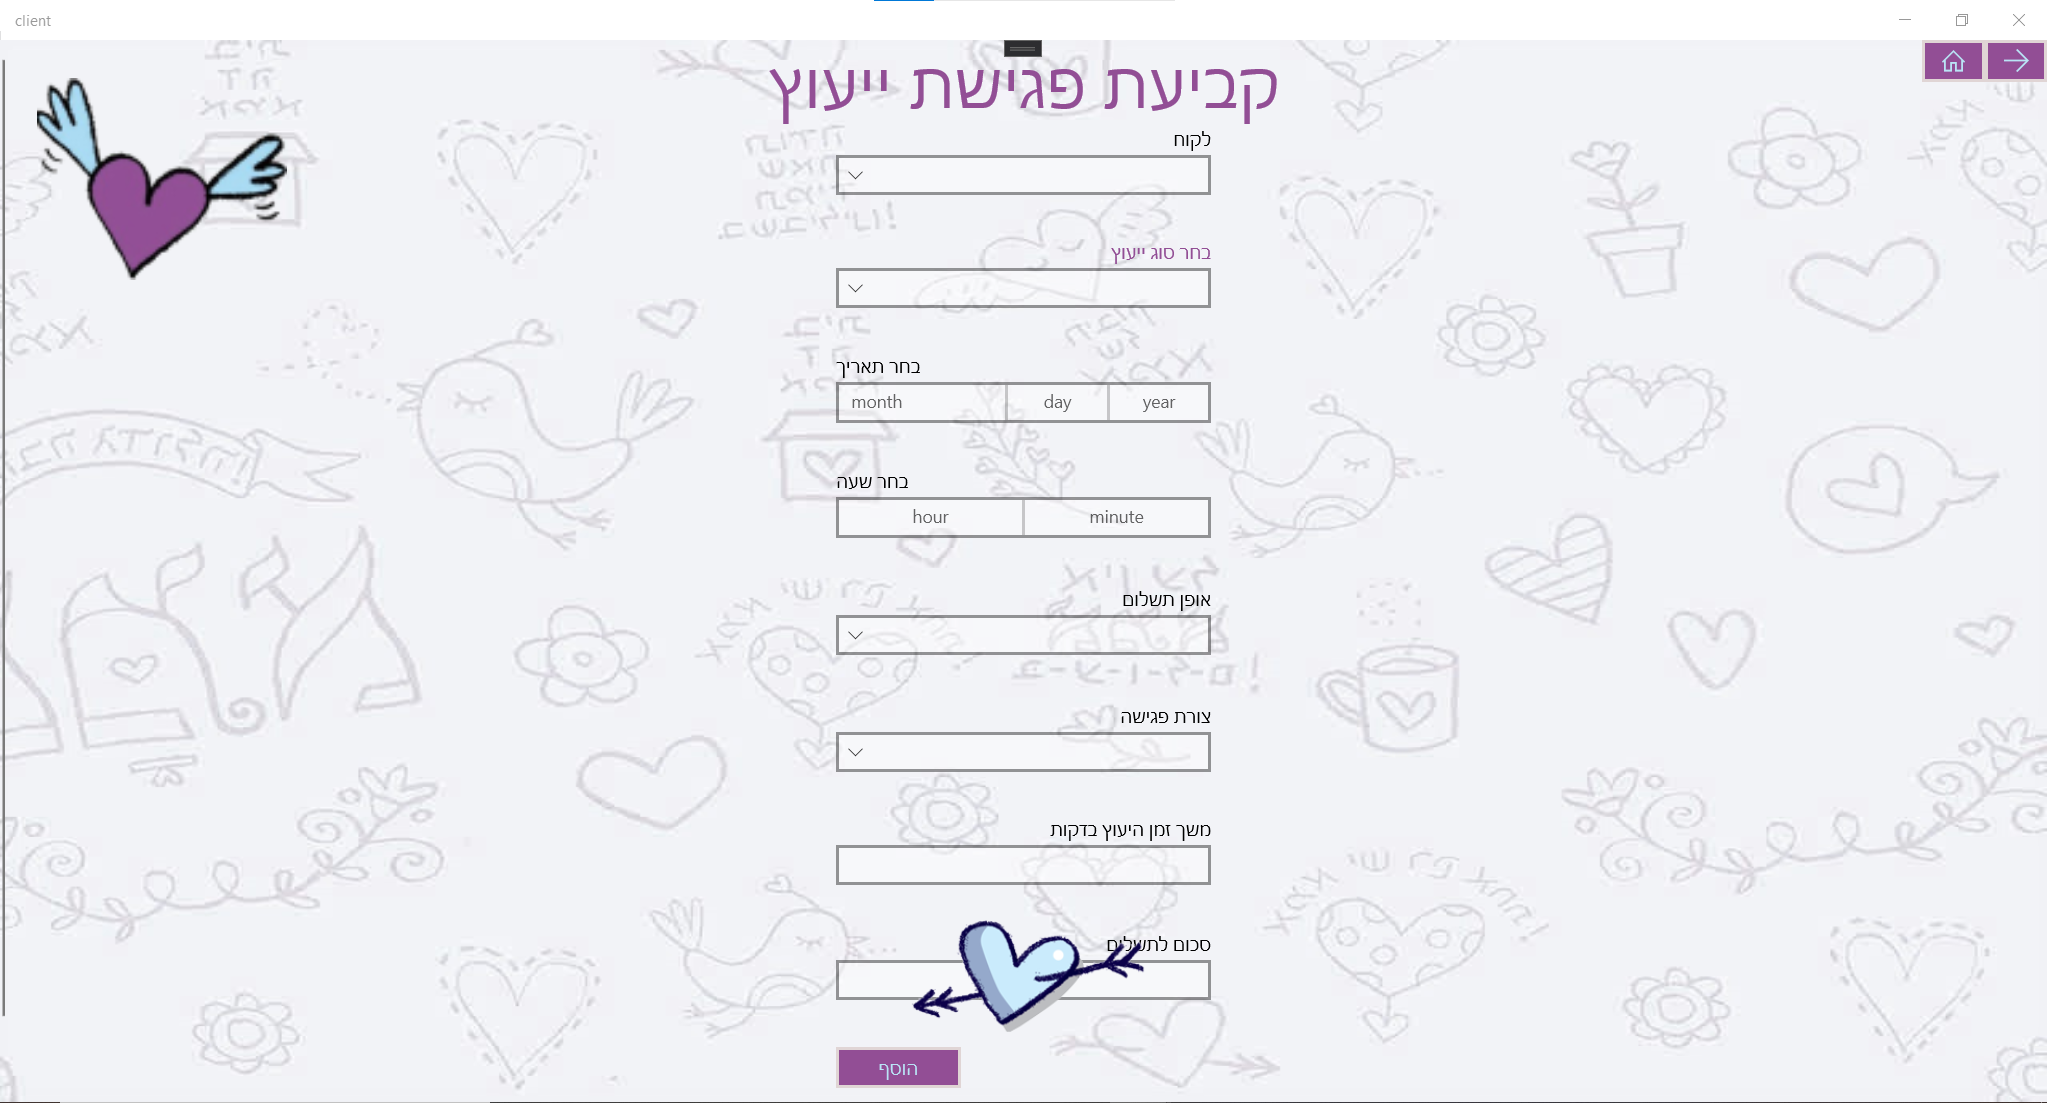 client
קביעת פגישת ייעוץ
לקוח
בחר סוג ייעוץ
בחר תאריך
month day year
בחר שעה
hour minute
אופן תשלום
צורת פגישה
משך זמן היעוץ בדקות
סכום לתשלום
הוסף